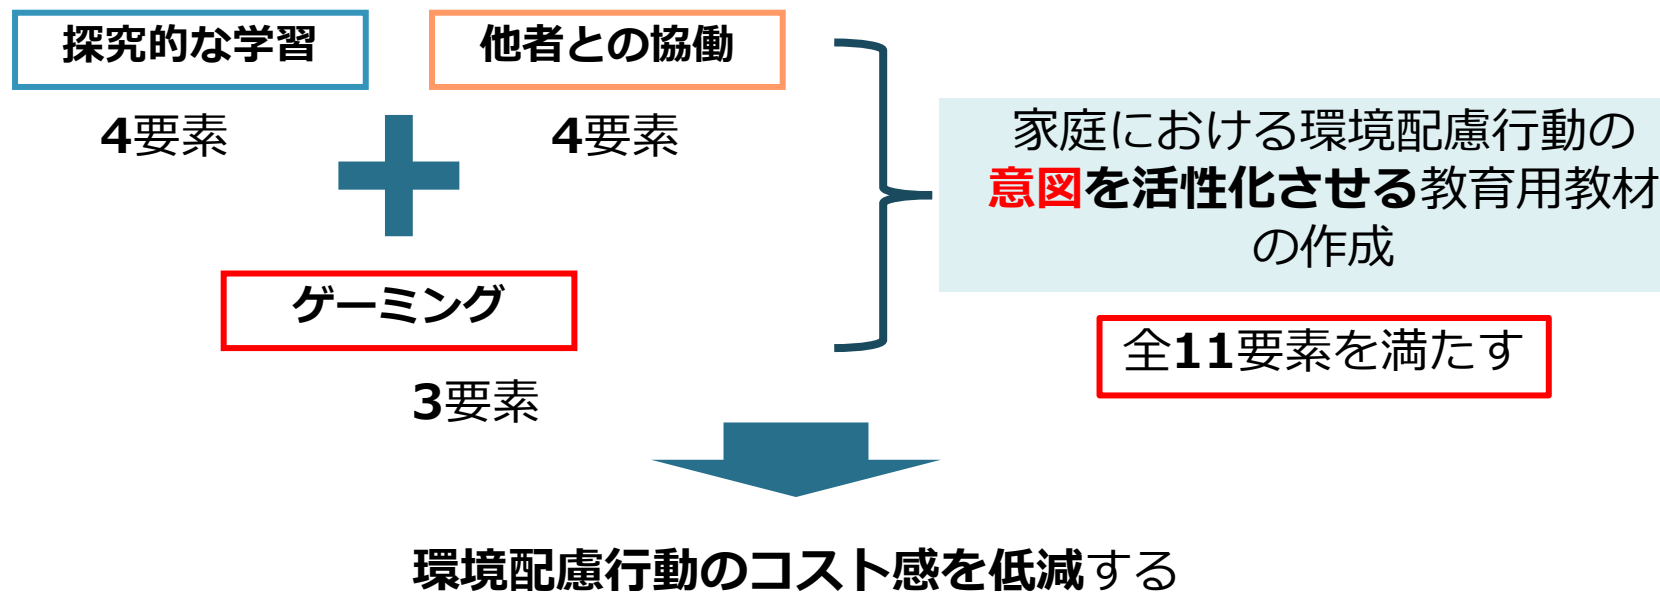 探究的な学習
他者との協働
4要素
4要素
ゲーミング
3要素
家庭における環境配慮行動の
意図を活性化させる教育用教材
の作成
全11要素を満たす
環境配慮行動のコスト感を低減する